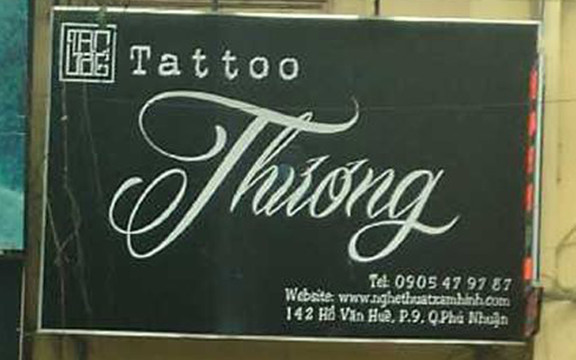 Tattoo
Thương
Tel: 0905 47 97 87
Website: www.nghethuatxamhinh.com
142 Hồ Văn Huê, P.9, Q.Phú Nhuận